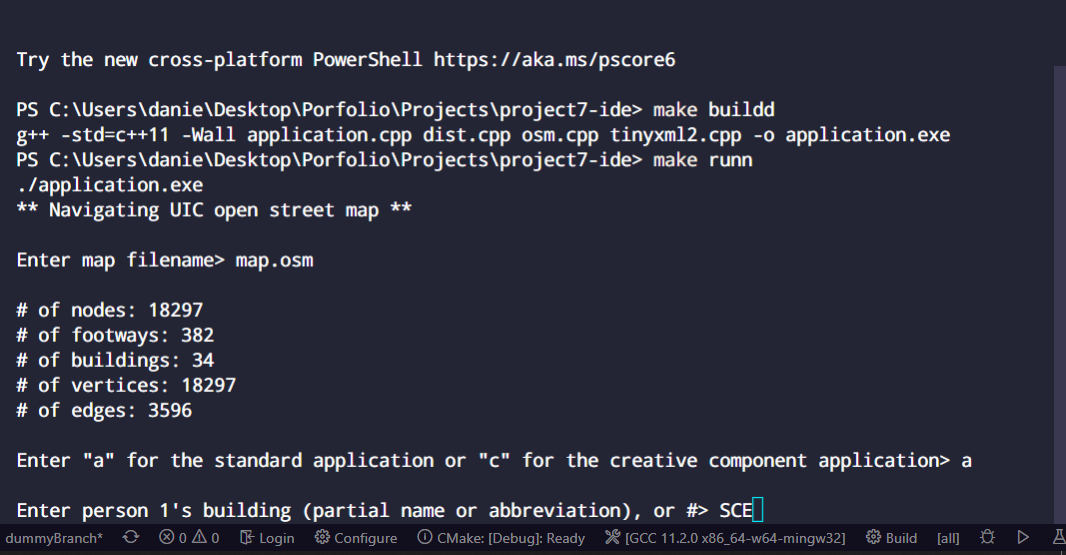 Try the new cross-platform PowerShell https://aka.ms/pscore6
PS C:\Users\danie\Desktop\Porfolio\Projects\project7-ide> make buildd
g++ -std=c++11 -Wall application.cpp dist.cpp osm.cpp tinyxml2.cpp -o application.exe
PS C:\Users\danie\Desktop\Porfolio\Projects\project7-ide> make runn
./application.exe
** Navigating UIC open street map **
Enter map filename> map.osm
# of nodes: 18297
# of footways: 382
# of buildings: 34
# of vertices: 18297
# of edges: 3596
Enter "a" for the standard application or "c" for the creative component application> a
Enter person 1's building (partial name or abbreviation), or #> SCE
dummyBranch* 0 0 Login Configure CMake: [Debug]: Ready [GCC 11.2.0 x86_64-w64-mingw32] Build [all]